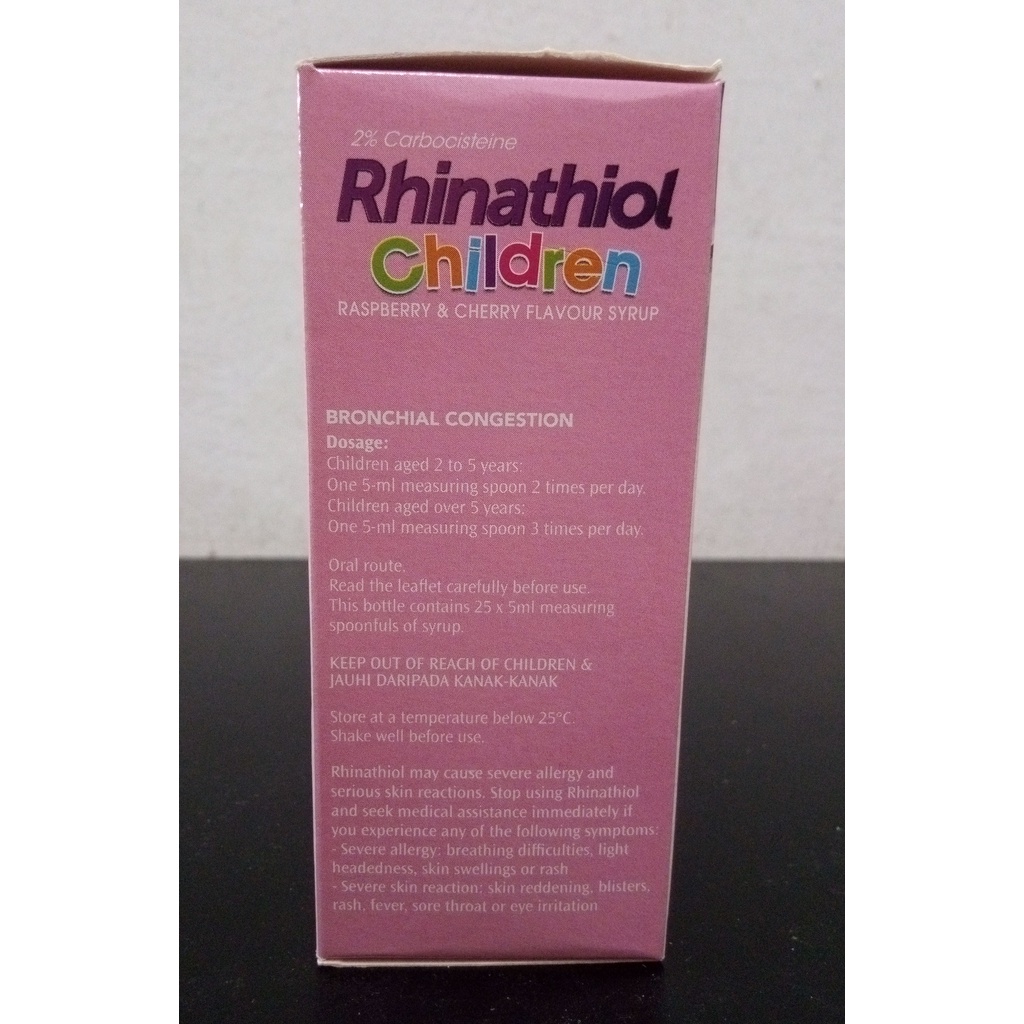 2% Carbocisteine
Rhinathiol
Children
RASPBERRY & CHERRY FLAVOUR SYRUP
BRONCHIAL CONGESTION
Dosage:
Children aged 2 to 5 years:
One 5-ml measuring spoon 2 times per day.
Children aged over 5 years:
One 5-ml measuring spoon 3 times per day.
Oral route.
Read the leaflet carefully before use.
This bottle contains 25 x 5ml measuring
spoonfuls of syrup.
KEEP OUT OF REACH OF CHILDREN &
JAUHI DARIPADA KANAK-KANAK
Store at a temperature below 25°C.
Shake well before use.
Rhinathiol may cause severe allergy and
serious skin reactions. Stop using Rhinathiol
and seek medical assistance immediately if
you experience any of the following symptoms:
- Severe allergy: breathing difficulties, light
headedness, skin swellings or rash
- Severe skin reaction: skin reddening, blisters,
rash, fever, sore throat or eye irritation